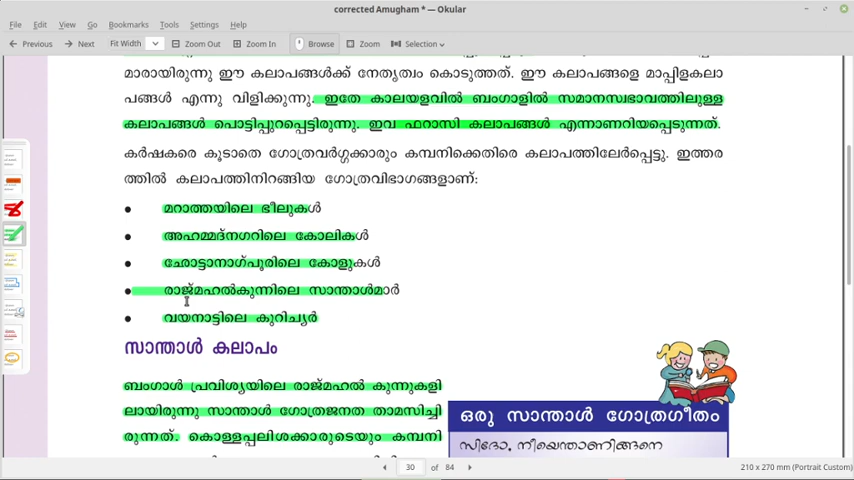 corrected Amugham * — Okular
File Edit View Go Bookmarks Tools Settings Help
Previous Next Fit Width Zoom Out Zoom In Browse Zoom Selection
മാരായിരുന്നു ഈ കലാപങ്ങൾക്ക് നേതൃത്വം കൊടുത്തത്. ഈ കലാപങ്ങളെ മാപ്പിളകലാ
പങ്ങൾ എന്നു വിളിക്കുന്നു. ഇതേ കാലയളവിൽ ബംഗാളിൽ സമാനസ്വഭാവത്തിലുള്ള
കലാപങ്ങൾ പൊട്ടിപ്പുറപ്പെട്ടിരുന്നു. ഇവ ഫറാസി കലാപങ്ങൾ എന്നാണറിയപ്പെടുന്നത്.
കർഷകരെ കൂടാതെ ഗോത്രവർഗ്ഗക്കാരും കമ്പനിക്കെതിരെ കലാപത്തിലേർപ്പെട്ടു. ഇത്തര
ത്തിൽ കലാപത്തിനിറങ്ങിയ ഗോത്രവിഭാഗങ്ങളാണ്:
● മറാത്തയിലെ ഭീലുകൾ
● അഹമ്മദ്നഗറിലെ കോലികൾ
● ഛോട്ടാനാഗ്പൂരിലെ കോളുകൾ
● രാജ്മഹൽകുന്നിലെ സാന്താൾമാർ
● വയനാട്ടിലെ കുറിച്യർ
സാന്താൾ കലാപം
ബംഗാൾ പ്രവിശ്യയിലെ രാജ്മഹൽ കുന്നുകളി
ലായിരുന്നു സാന്താൾ ഗോത്രജനത താമസിച്ചി
രുന്നത്. കൊള്ളപ്പലിശക്കാരുടെയും കമ്പനി
ഒരു സാന്താൾ ഗോത്രഗീതം
സിദോ, നീയെന്താണിങ്ങനെ
30 of 84
210 x 270 mm (Portrait Custom)